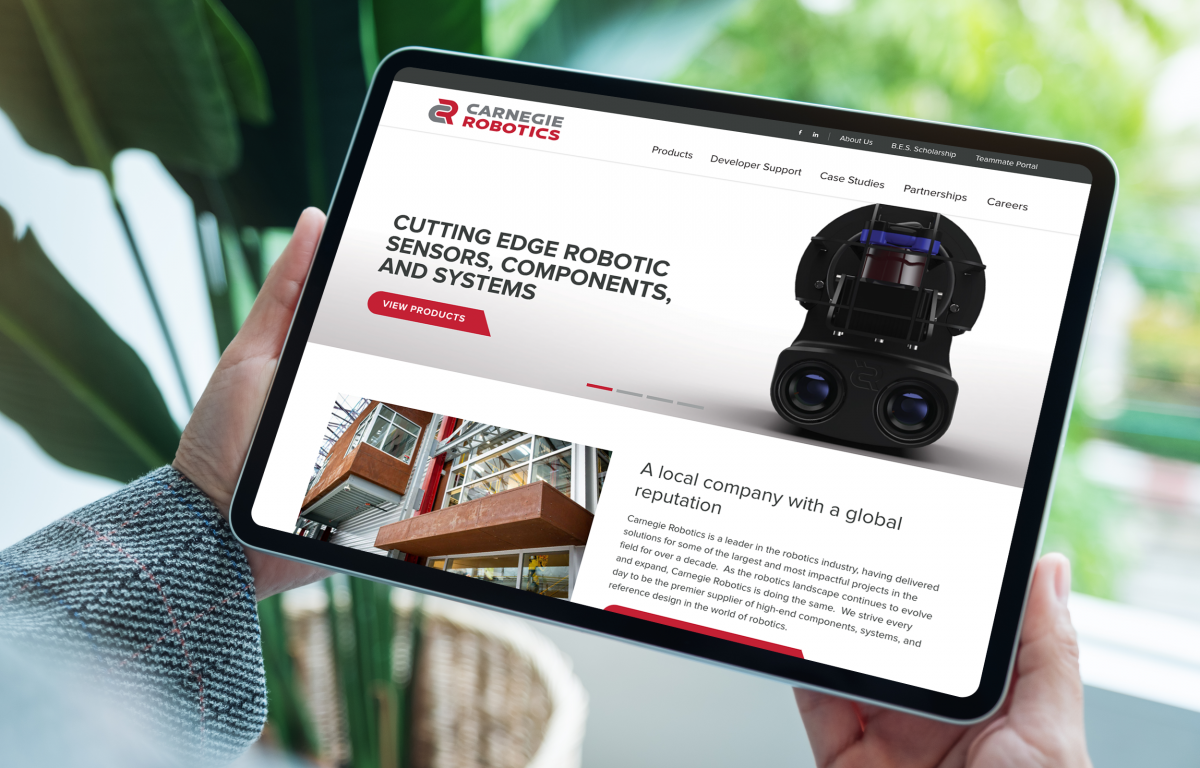 CARNEGIE
ROBOTICS
f in About Us B.E.S. Scholarship Teammate Portal
Products Developer Support Case Studies Partnerships Careers
CUTTING EDGE ROBOTIC
SENSORS, COMPONENTS,
AND SYSTEMS
VIEW PRODUCTS
A local company with a global
reputation
Carnegie Robotics is a leader in the robotics industry, having delivered
solutions for some of the largest and most impactful projects in the
field for over a decade. As the robotics landscape continues to evolve
and expand, Carnegie Robotics is doing the same. We strive every
day to be the premier supplier of high-end components, systems, and
reference design in the world of robotics.